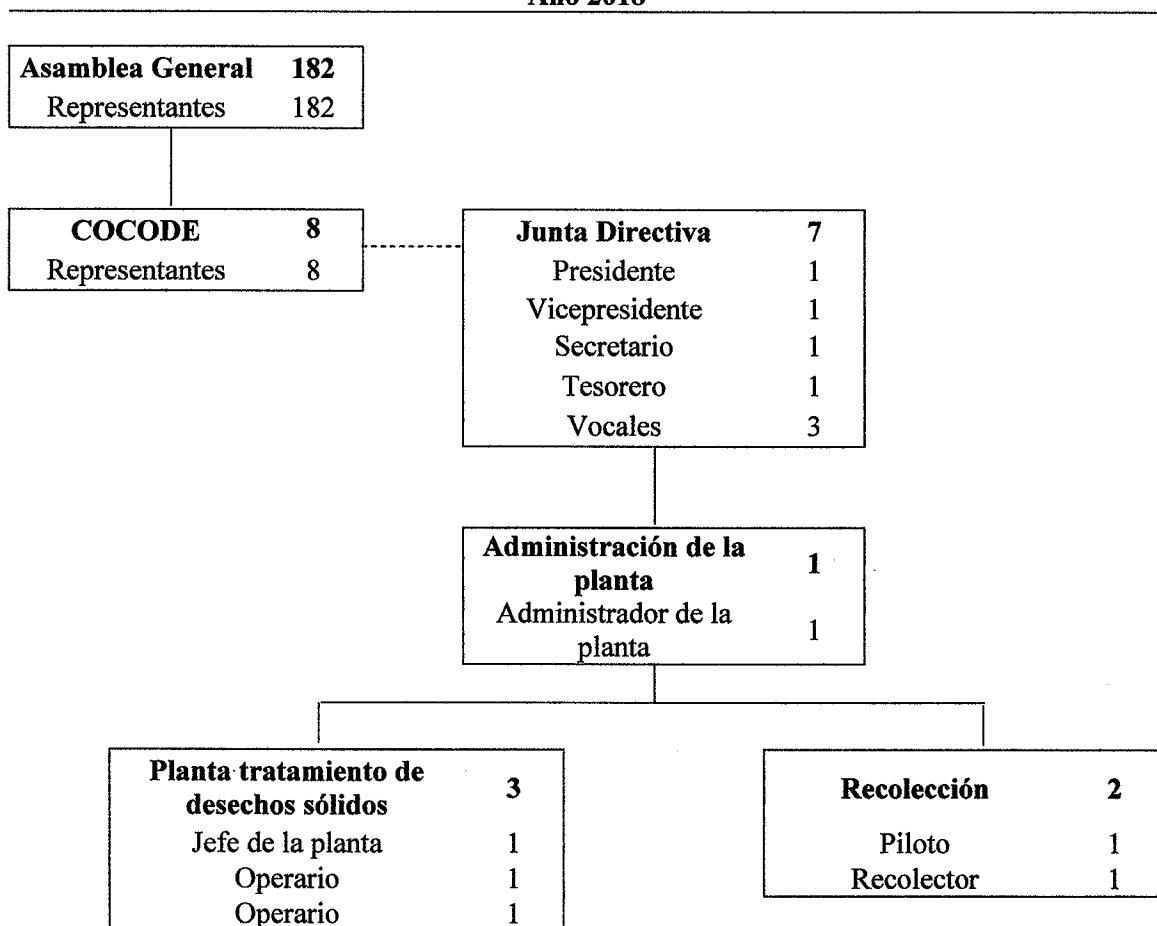 Año 2018
Asamblea General 182
Representantes 182
COCODE 8
Representantes 8
Junta Directiva 7
Presidente 1
Vicepresidente 1
Secretario 1
Tesorero 1
Vocales 3
Administración de la
planta 1
Administrador de la
planta 1
Planta tratamiento de
desechos sólidos 3
Jefe de la planta 1
Operario 1
Operario 1
Recolección 2
Piloto 1
Recolector 1